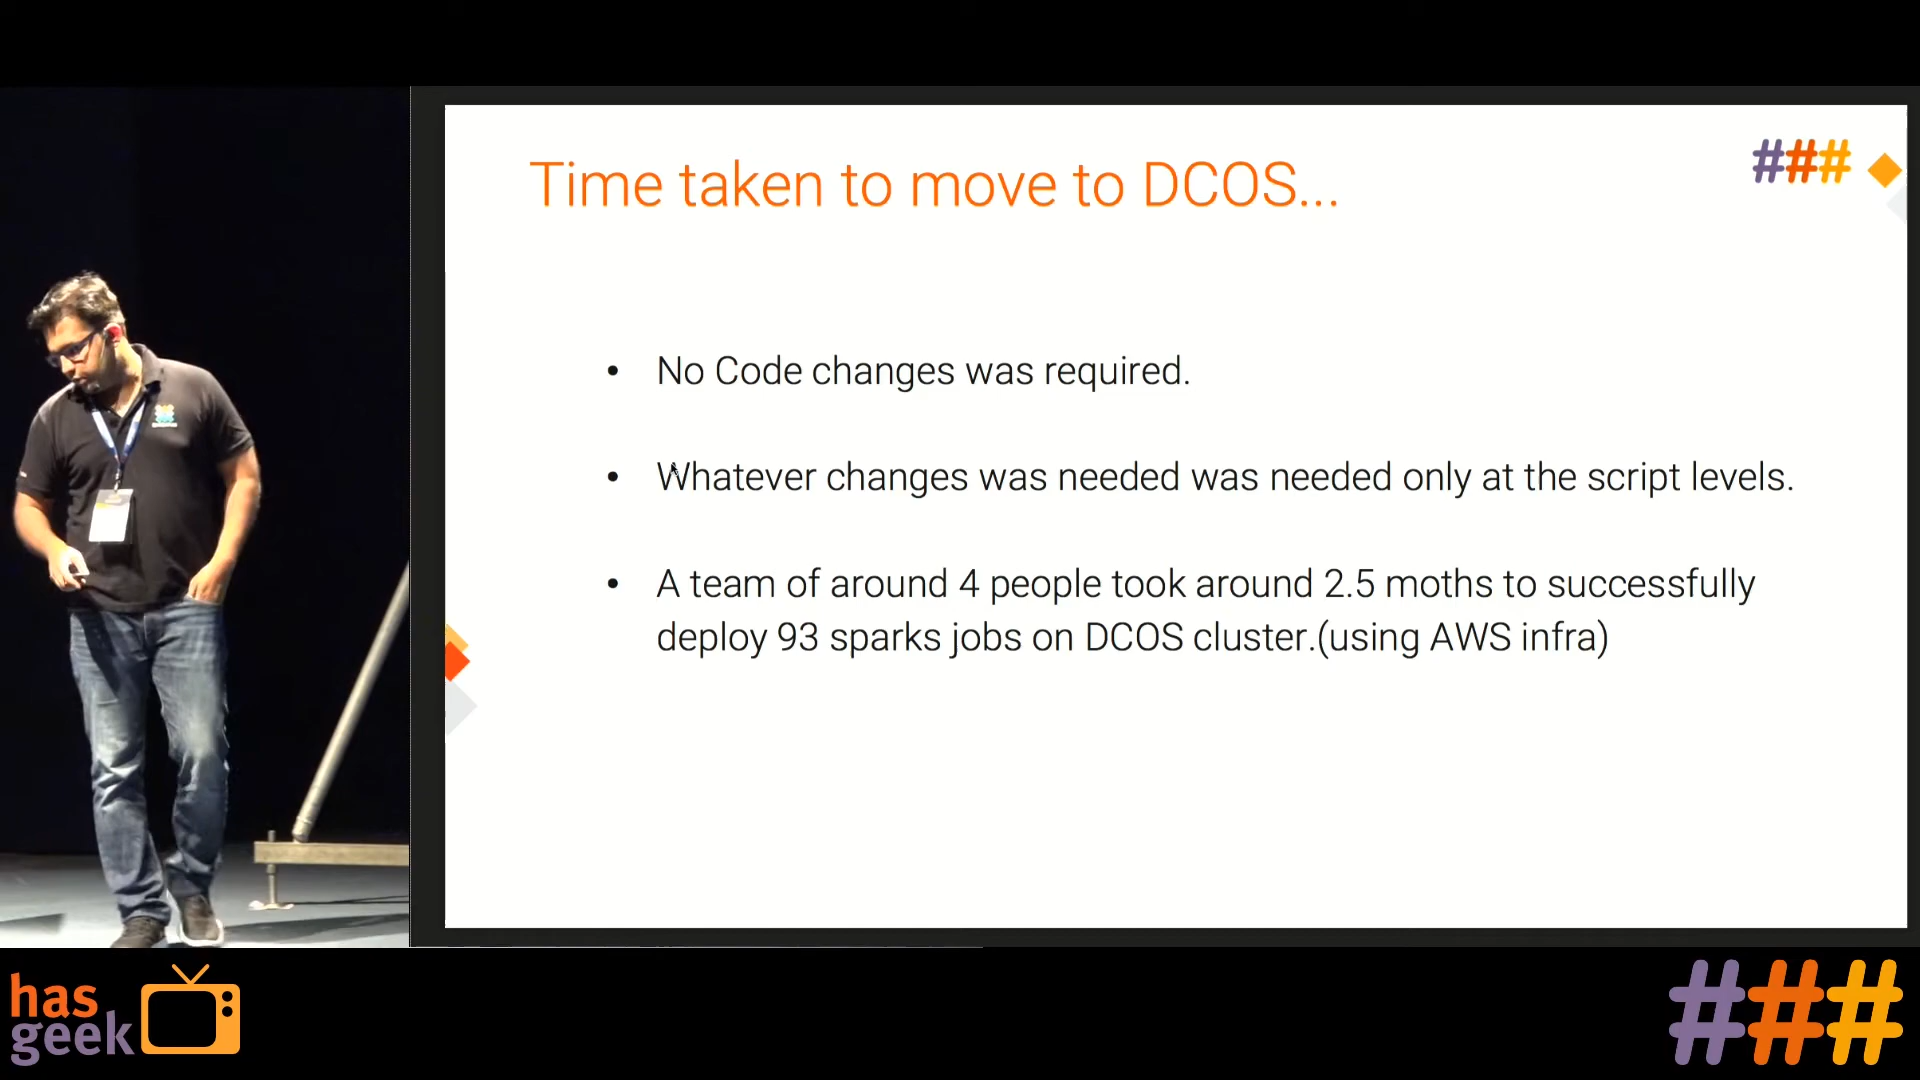 Time taken to move to DCOS...
###
• No Code changes was required.
• Whatever changes was needed was needed only at the script levels.
• A team of around 4 people took around 2.5 moths to successfully
deploy 93 sparks jobs on DCOS cluster.(using AWS infra)
has
geek
###